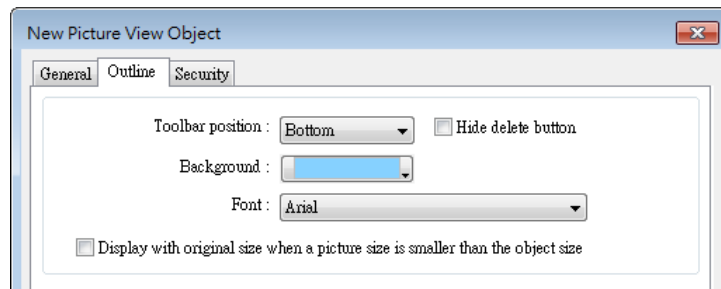 New Picture View Object
General Outline Security
Toolbar position : Bottom Hide delete button
Background :
Font : Arial
Display with original size when a picture size is smaller than the object size